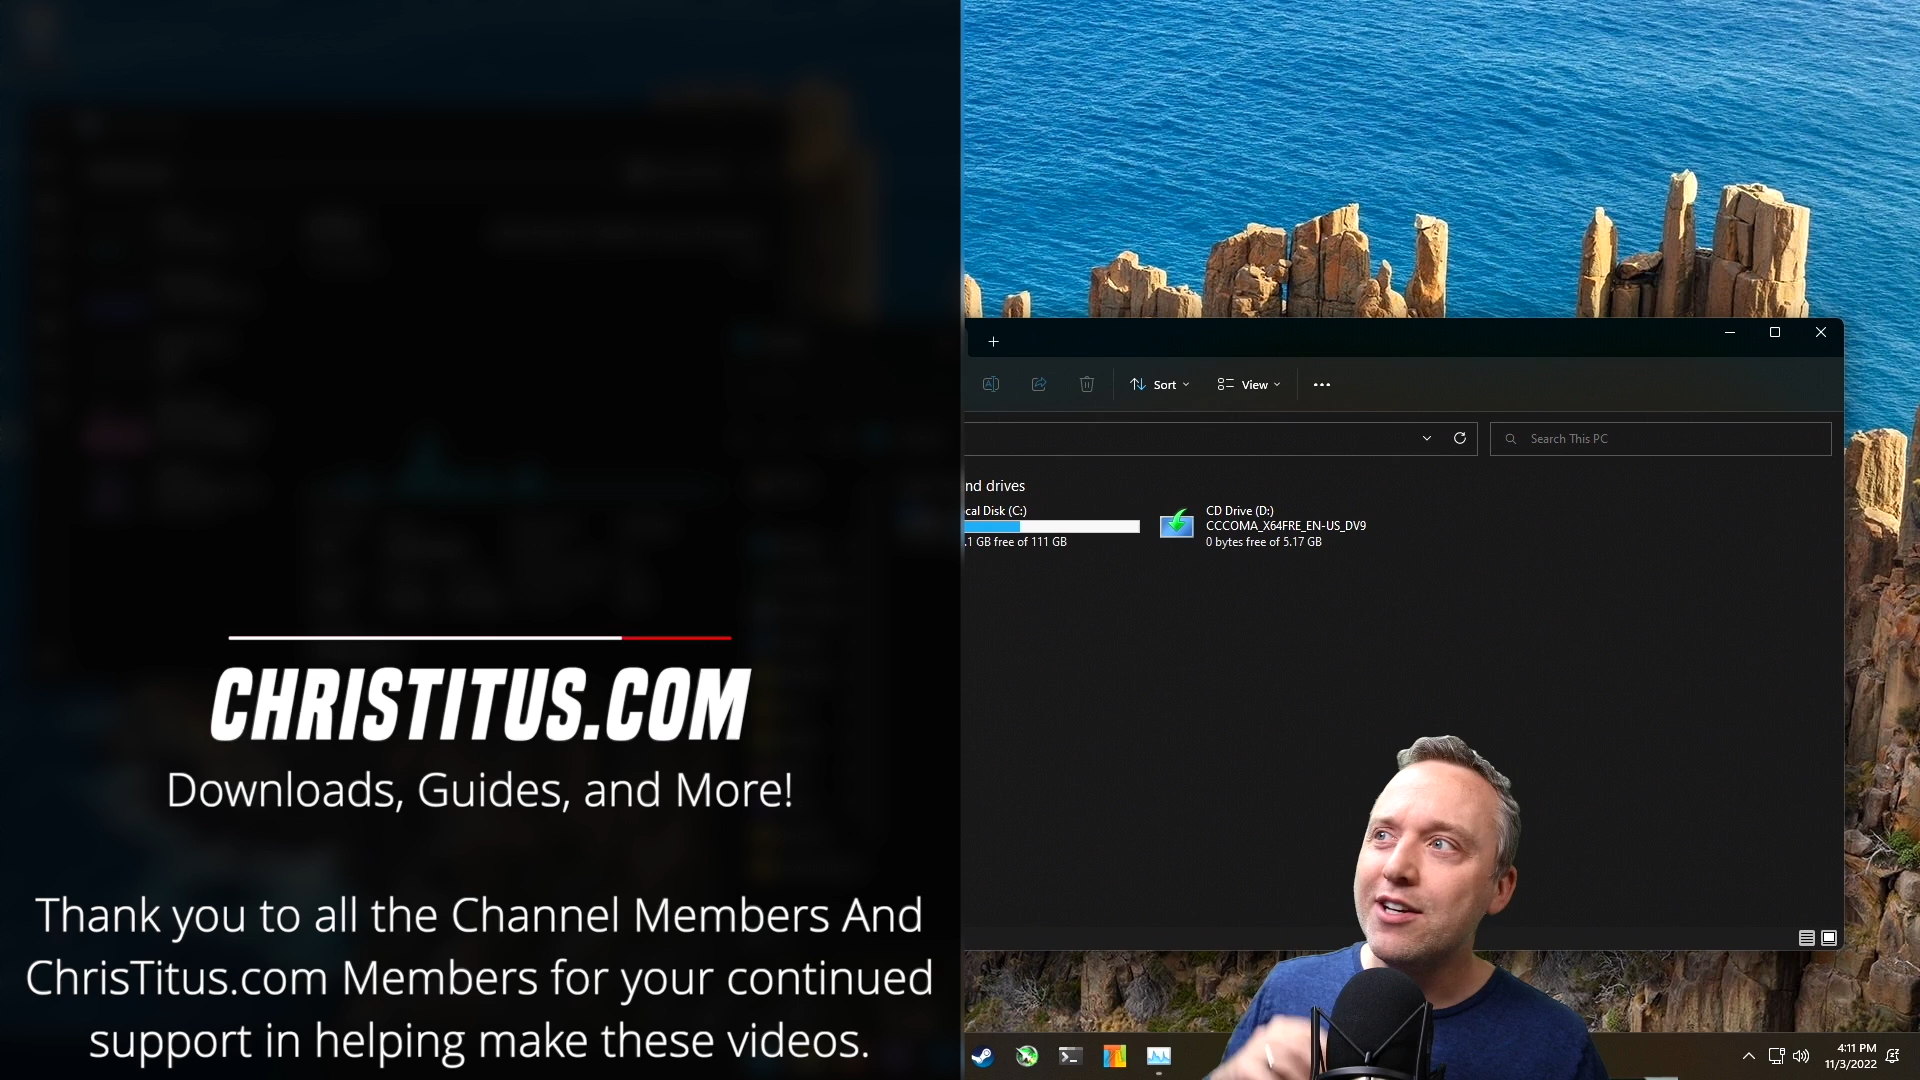 CHRISTITUS.COM
Downloads, Guides, and More!
Thank you to all the Channel Members And
ChrisTitus.com Members for your continued
support in helping make these videos.
Sort
View
Search This PC
nd drives
cal Disk (C:)
.1 GB free of 111 GB
CD Drive (D:)
CCCOMA_X64FRE_EN-US_DV9
0 bytes free of 5.17 GB
4:11 PM
11/3/2022